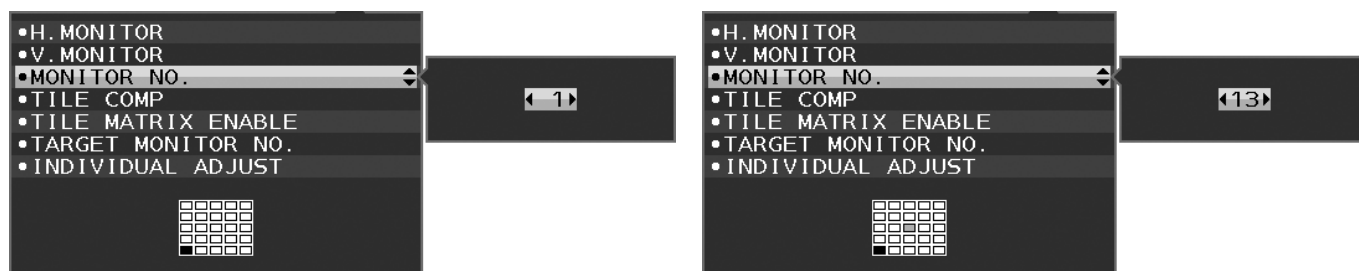 •H.MONITOR
•V.MONITOR
•MONITOR NO.
•TILE COMP
•TILE MATRIX ENABLE
•TARGET MONITOR NO.
•INDIVIDUAL ADJUST
1
•H.MONITOR
•V.MONITOR
•MONITOR NO.
•TILE COMP
•TILE MATRIX ENABLE
•TARGET MONITOR NO.
•INDIVIDUAL ADJUST
13